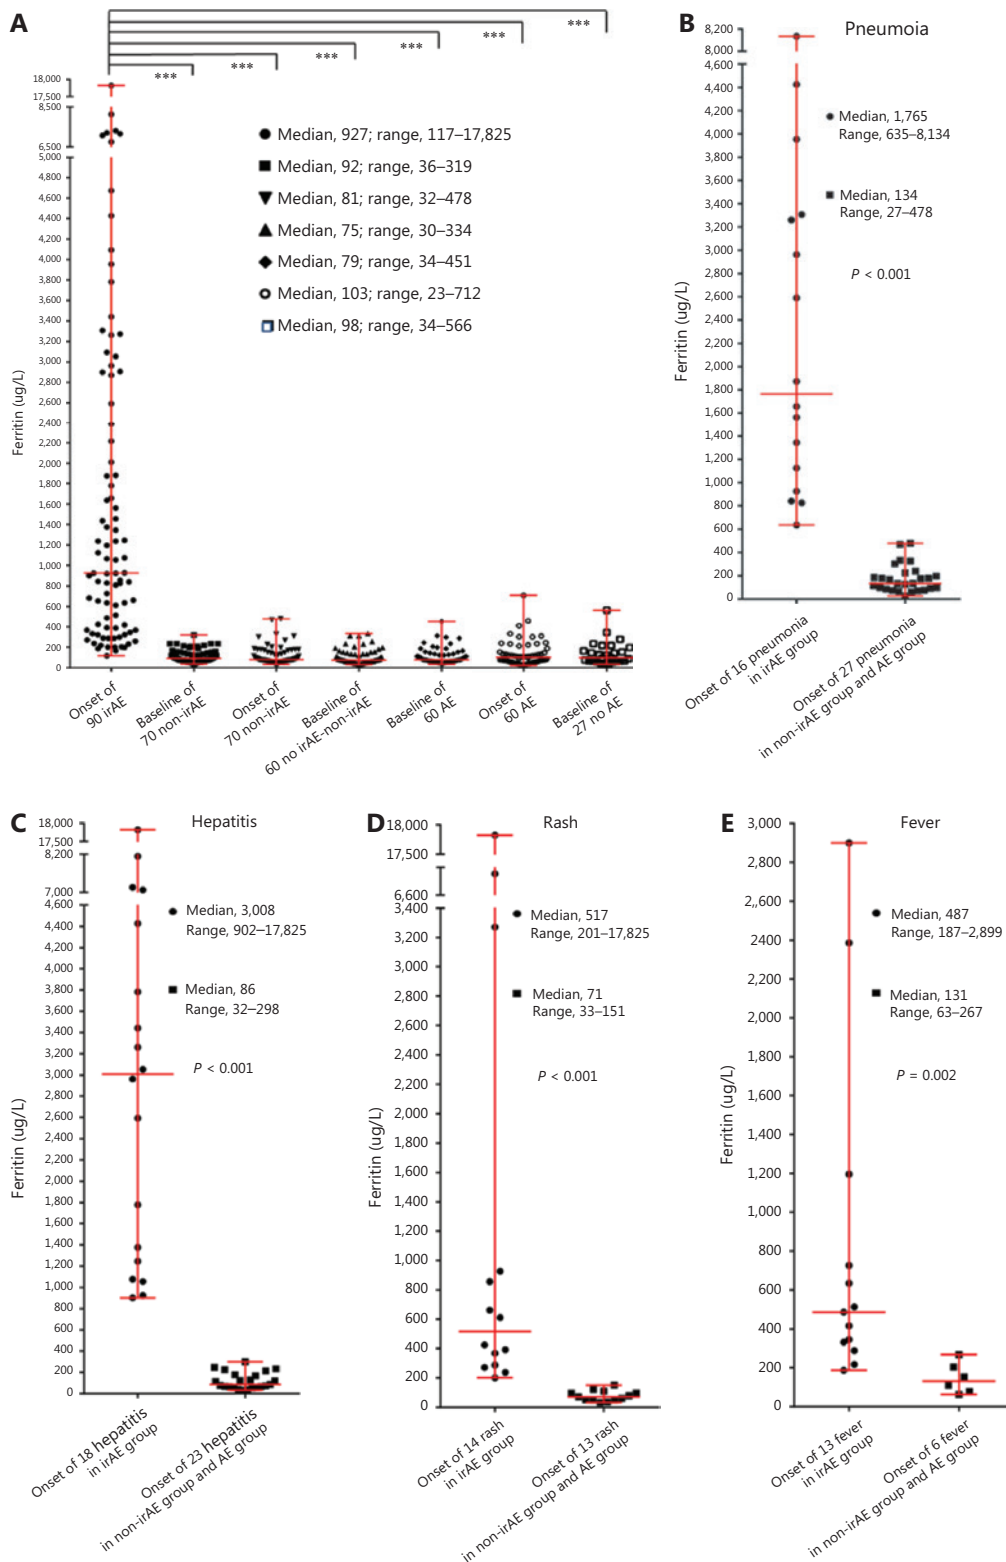 A
***
***
***
***
***
***
18,000
17,500
8,500
6,500
5,000
4,800
4,600
4,400
4,200
4,000
3,800
3,600
3,400
3,200
3,000
2,800
2,600
2,400
2,200
2,000
1,800
1,600
1,400
1,200
1,000
800
600
400
200
0
Ferritin (ug/L)
Median, 927; range, 117–17,825
Median, 92; range, 36–319
Median, 81; range, 32–478
Median, 75; range, 30–334
Median, 79; range, 34–451
Median, 103; range, 23–712
Median, 98; range, 34–566
Onset of
90 irAE
Baseline of
70 non-irAE
Onset of
70 non-irAE
Baseline of
60 no irAE-non-irAE
Baseline of
60 AE
Onset of
60 AE
Baseline of
27 no AE
B
Pneumoia
8,200
8,000
4,600
4,400
4,200
4,000
3,800
3,600
3,400
3,200
3,000
2,800
2,600
2,400
2,200
2,000
1,800
1,600
1,400
1,200
1,000
800
600
400
200
0
Ferritin (ug/L)
Median, 1,765
Range, 635–8,134
Median, 134
Range, 27–478
P < 0.001
Onset of 16 pneumonia
in irAE group
Onset of 27 pneumonia
in non-irAE group and AE group
C
Hepatitis
18,000
17,500
8,200
7,000
4,600
4,400
4,200
4,000
3,800
3,600
3,400
3,200
3,000
2,800
2,600
2,400
2,200
2,000
1,800
1,600
1,400
1,200
1,000
800
600
400
200
0
Ferritin (ug/L)
Median, 3,008
Range, 902–17,825
Median, 86
Range, 32–298
P < 0.001
Onset of 18 hepatitis
in irAE group
Onset of 23 hepatitis
in non-irAE group and AE group
D
Rash
18,000
17,500
6,600
3,400
3,200
3,000
2,800
2,600
2,400
2,200
2,000
1,800
1,600
1,400
1,200
1,000
800
600
400
200
0
Ferritin (ug/L)
Median, 517
Range, 201–17,825
Median, 71
Range, 33–151
P < 0.001
Onset of 14 rash
in irAE group
Onset of 13 rash
in non-irAE group and AE group
E
Fever
3,000
2,800
2,600
2,400
2,200
2,000
1,800
1,600
1,400
1,200
1,000
800
600
400
200
0
Ferritin (ug/L)
Median, 487
Range, 187–2,899
Median, 131
Range, 63–267
P = 0.002
Onset of 13 fever
in irAE group
Onset of 6 fever
in non-irAE group and AE group